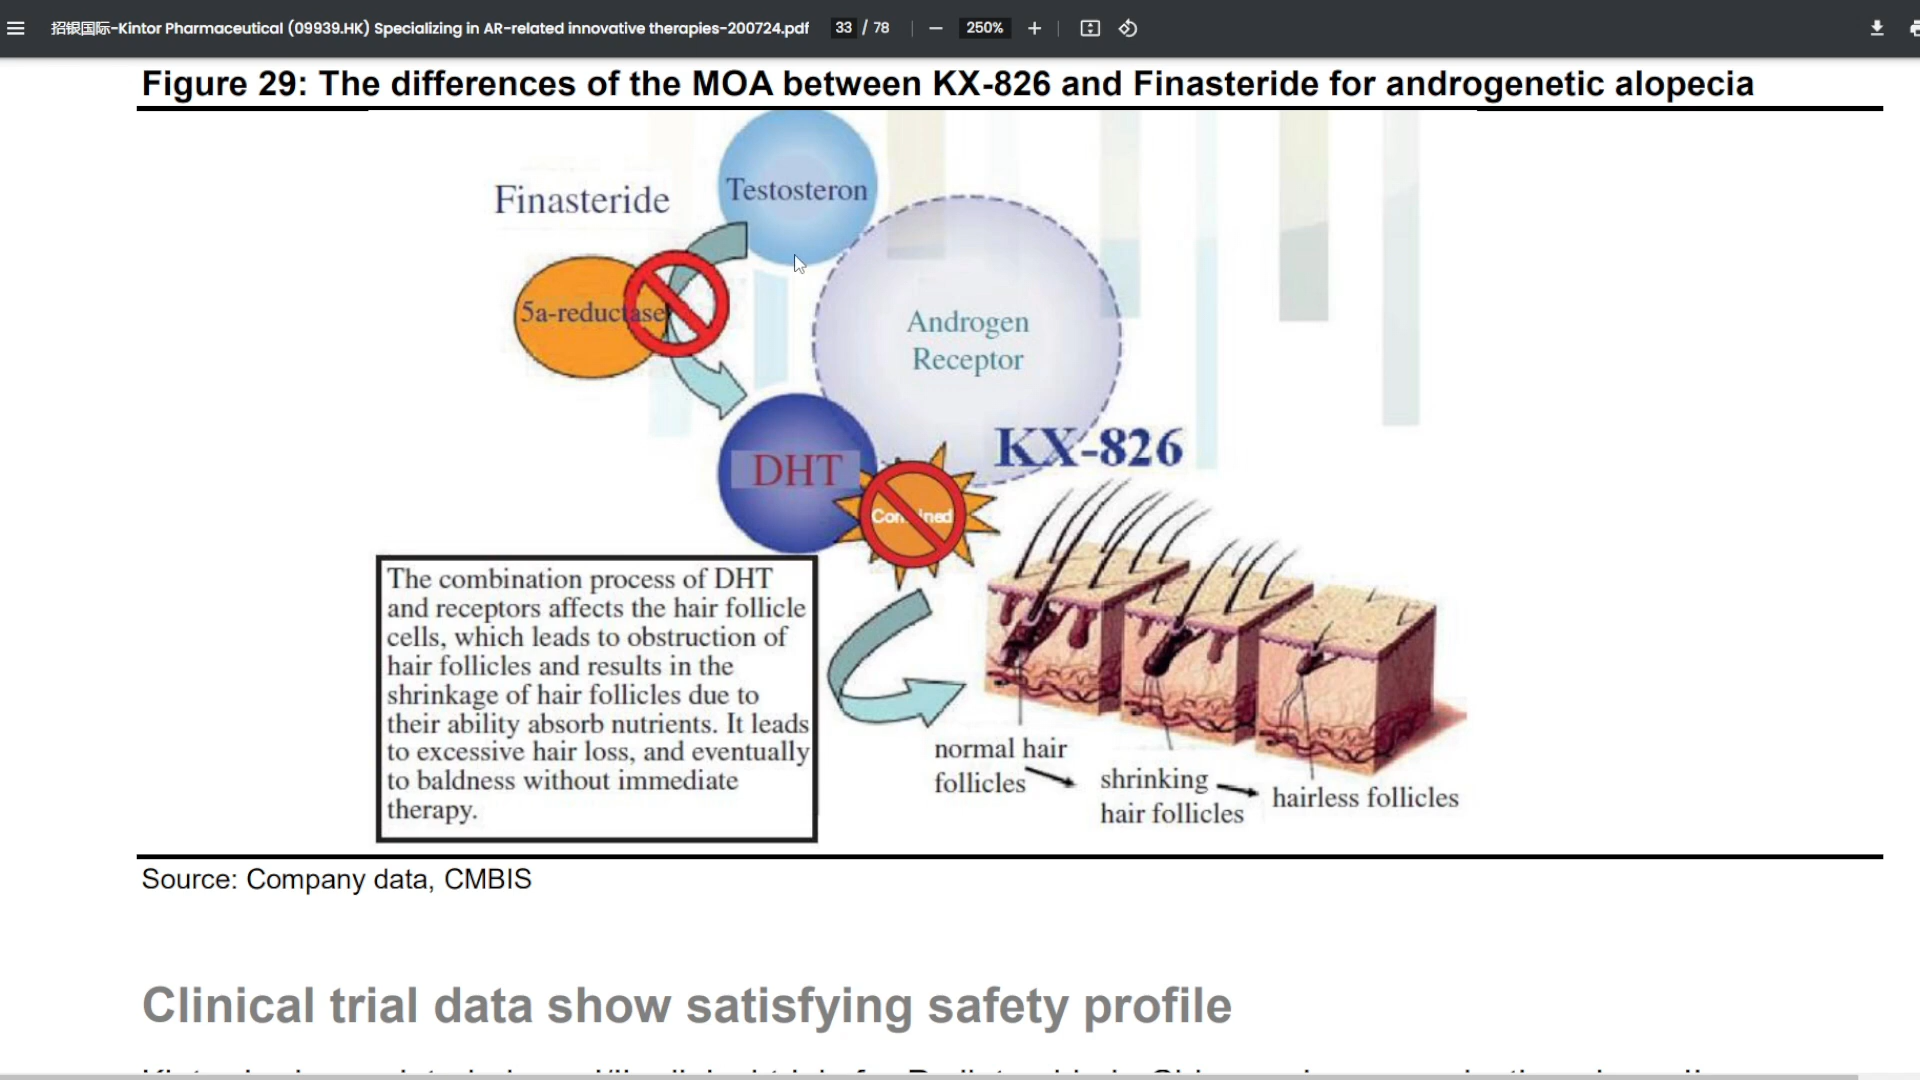 招银国际-Kintor Pharmaceutical (09939.HK) Specializing in AR-related innovative therapies-200724.pdf 33 / 78 250%
Figure 29: The differences of the MOA between KX-826 and Finasteride for androgenetic alopecia
Testosteron
Finasteride
5a-reductase
Androgen
Receptor
KX-826
DHT
The combination process of DHT
and receptors affects the hair follicle
cells, which leads to obstruction of
hair follicles and results in the
shrinkage of hair follicles due to
their ability absorb nutrients. It leads
to excessive hair loss, and eventually
to baldness without immediate
therapy.
normal hair
follicles
shrinking
hair follicles
hairless follicles
Source: Company data, CMBIS
Clinical trial data show satisfying safety profile